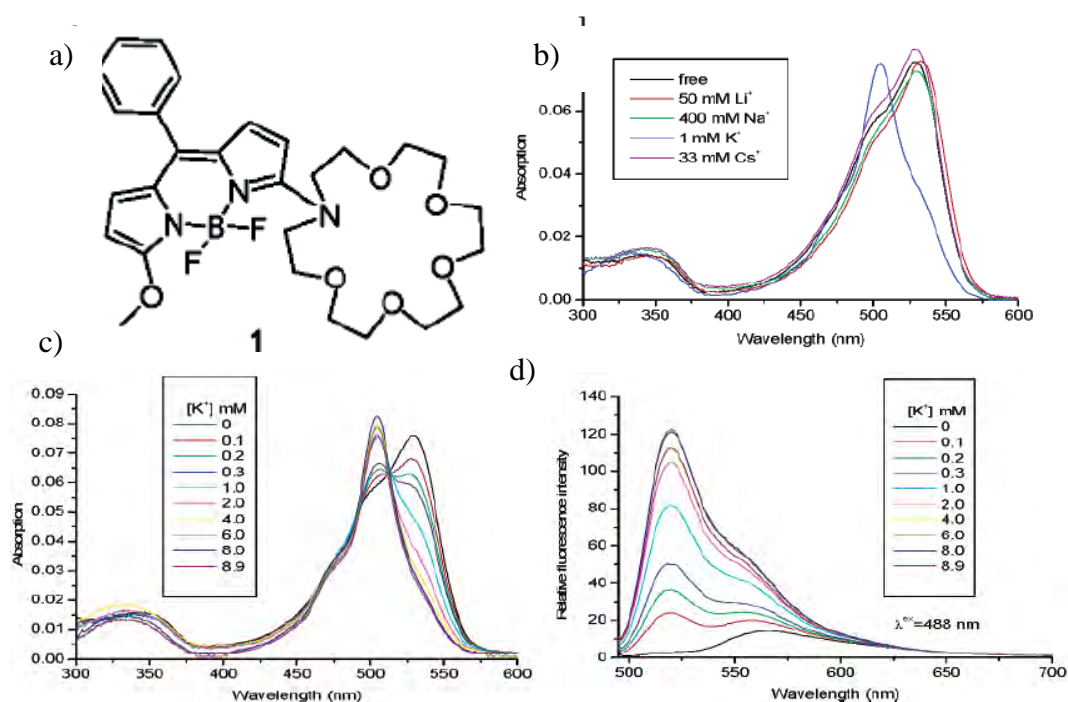 a)
F
B
N
N
F
O
N
O
O
O
O
O
1
b)
free
50 mM Li⁺
400 mM Na⁺
1 mM K⁺
33 mM Cs⁺
Absorption
0.06
0.04
0.02
0.00
300 350 400 450 500 550 600
Wavelength (nm)
c)
[K⁺] mM
0
0.1
0.2
0.3
1.0
2.0
4.0
6.0
8.0
8.9
Absorption
0.09
0.08
0.07
0.06
0.05
0.04
0.03
0.02
0.01
0.00
300 350 400 450 500 550 600
Wavelength (nm)
d)
[K⁺] mM
0
0.1
0.2
0.3
1.0
2.0
4.0
6.0
8.0
8.9
λᵉˣ=488 nm
Relative fluorescence intensity
140
120
100
80
60
40
20
0
500 550 600 650 700
Wavelength (nm)